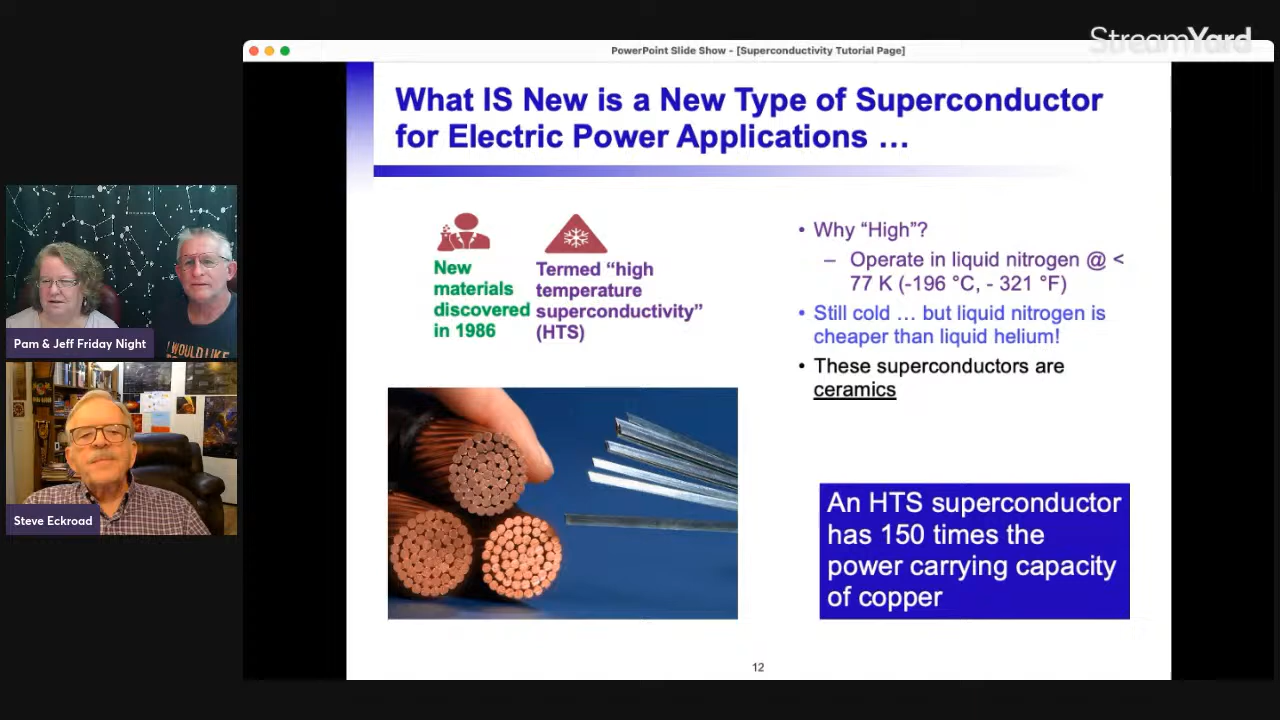 StreamYard
PowerPoint Slide Show - [Superconductivity Tutorial Page]
What IS New is a New Type of Superconductor
for Electric Power Applications …
New
materials
discovered
in 1986
Termed “high
temperature
superconductivity”
(HTS)
• Why “High”?
– Operate in liquid nitrogen @ <
77 K (-196 °C, - 321 °F)
• Still cold … but liquid nitrogen is
cheaper than liquid helium!
• These superconductors are
ceramics
An HTS superconductor
has 150 times the
power carrying capacity
of copper
12
Pam & Jeff Friday Night
I WOULD LIKE
Steve Eckroad